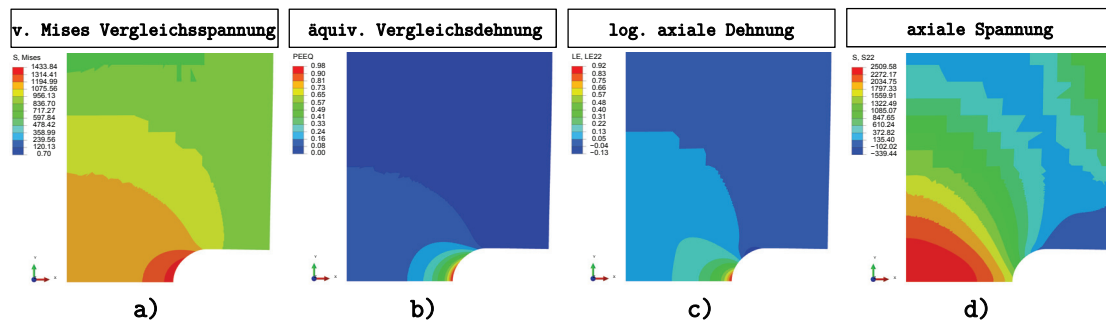 v. Mises Vergleichsspannung
S, Mises
1433.84
1314.41
1194.99
1075.56
956.13
836.70
717.27
597.84
478.42
358.99
239.56
120.13
0.70
Y
X
a)
äquiv. Vergleichsdehnung
PEEQ
0.98
0.90
0.81
0.73
0.65
0.57
0.49
0.41
0.33
0.24
0.16
0.08
0.00
Y
X
b)
log. axiale Dehnung
LE, LE22
0.92
0.83
0.75
0.66
0.57
0.48
0.40
0.31
0.22
0.13
0.05
−0.04
−0.13
Y
X
c)
axiale Spannung
S, S22
2509.58
2272.17
2034.75
1797.33
1559.91
1322.49
1085.07
847.65
610.24
372.82
135.40
−102.02
−339.44
Y
X
d)